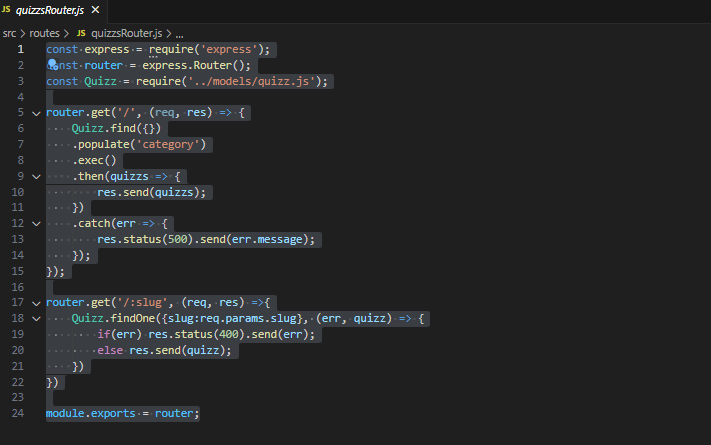 JS quizzsRouter.js ×
src > routes > JS quizzsRouter.js > ...
1 const express = require('express');
2 const router = express.Router();
3 const Quizz = require('../models/quizz.js');
4
5 router.get('/', (req, res) => {
6     Quizz.find({})
7     .populate('category')
8     .exec()
9     .then(quizzs => {
10         res.send(quizzs);
11     })
12     .catch(err => {
13         res.status(500).send(err.message);
14     });
15 });
16
17 router.get('/:slug', (req, res) =>{
18     Quizz.findOne({slug:req.params.slug}, (err, quizz) => {
19         if(err) res.status(400).send(err);
20         else res.send(quizz);
21     })
22 })
23
24 module.exports = router;